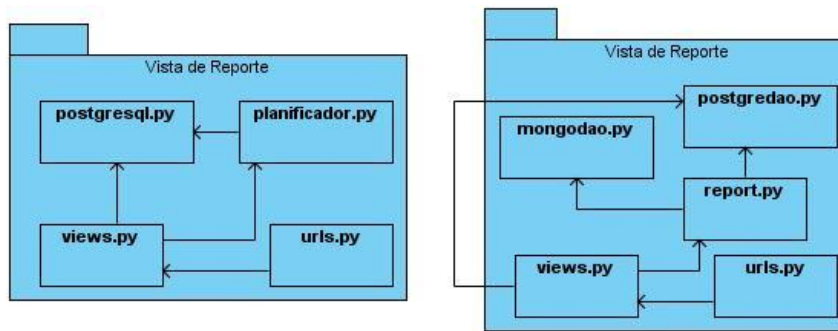 Vista de Reporte
postgresql.py
planificador.py
views.py
urls.py
Vista de Reporte
postgredao.py
mongodao.py
report.py
views.py
urls.py